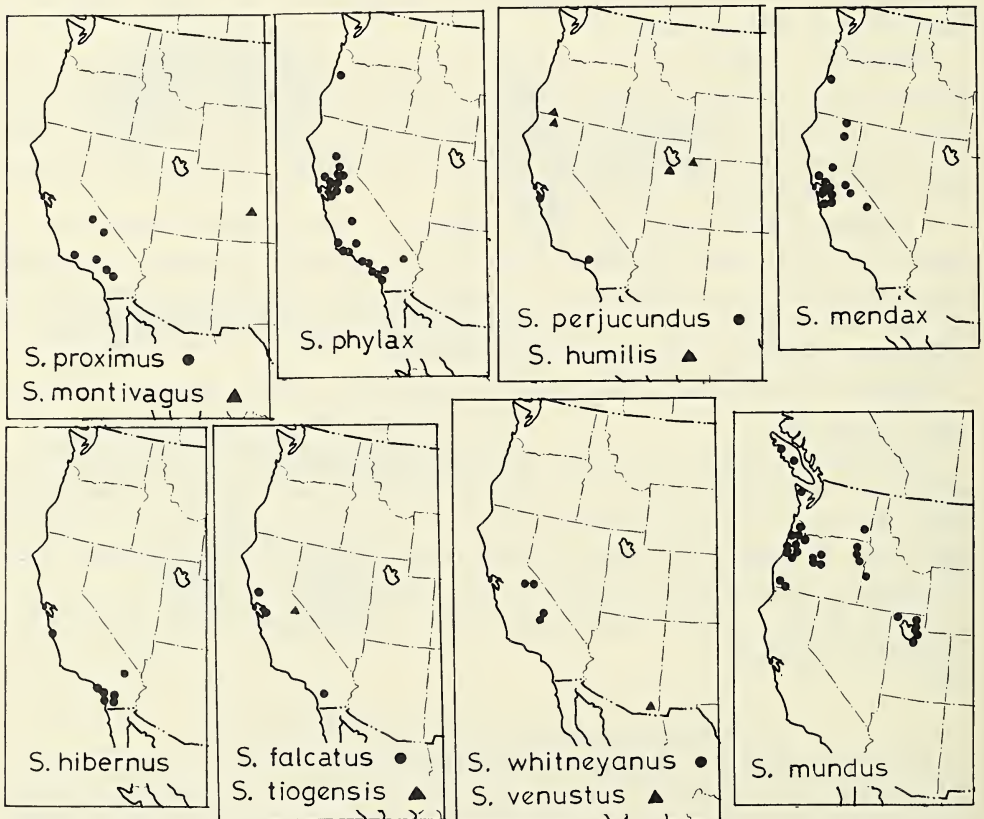 S. proximus ●
S. montivagus ▲
S. phylax
S. perjucundus ●
S. humilis ▲
S. mendax
S. hibernus
S. falcatus ●
S. tiogensis ▲
S. whitneyanus ●
S. venustus ▲
S. mundus